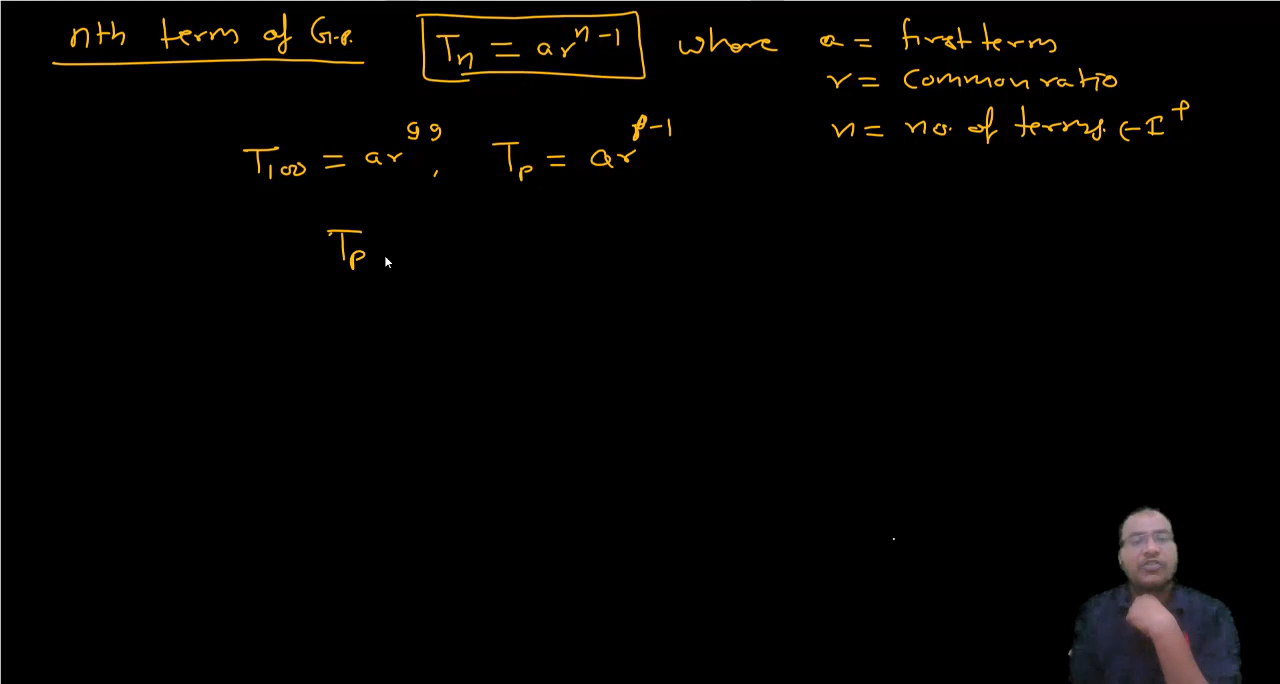 nth term of G.P. Tn = ar^n-1 where a = first term
r = Common ratio
n = no. of terms. ∈ I^+
T100 = ar^99, Tp = ar^p-1
Tp